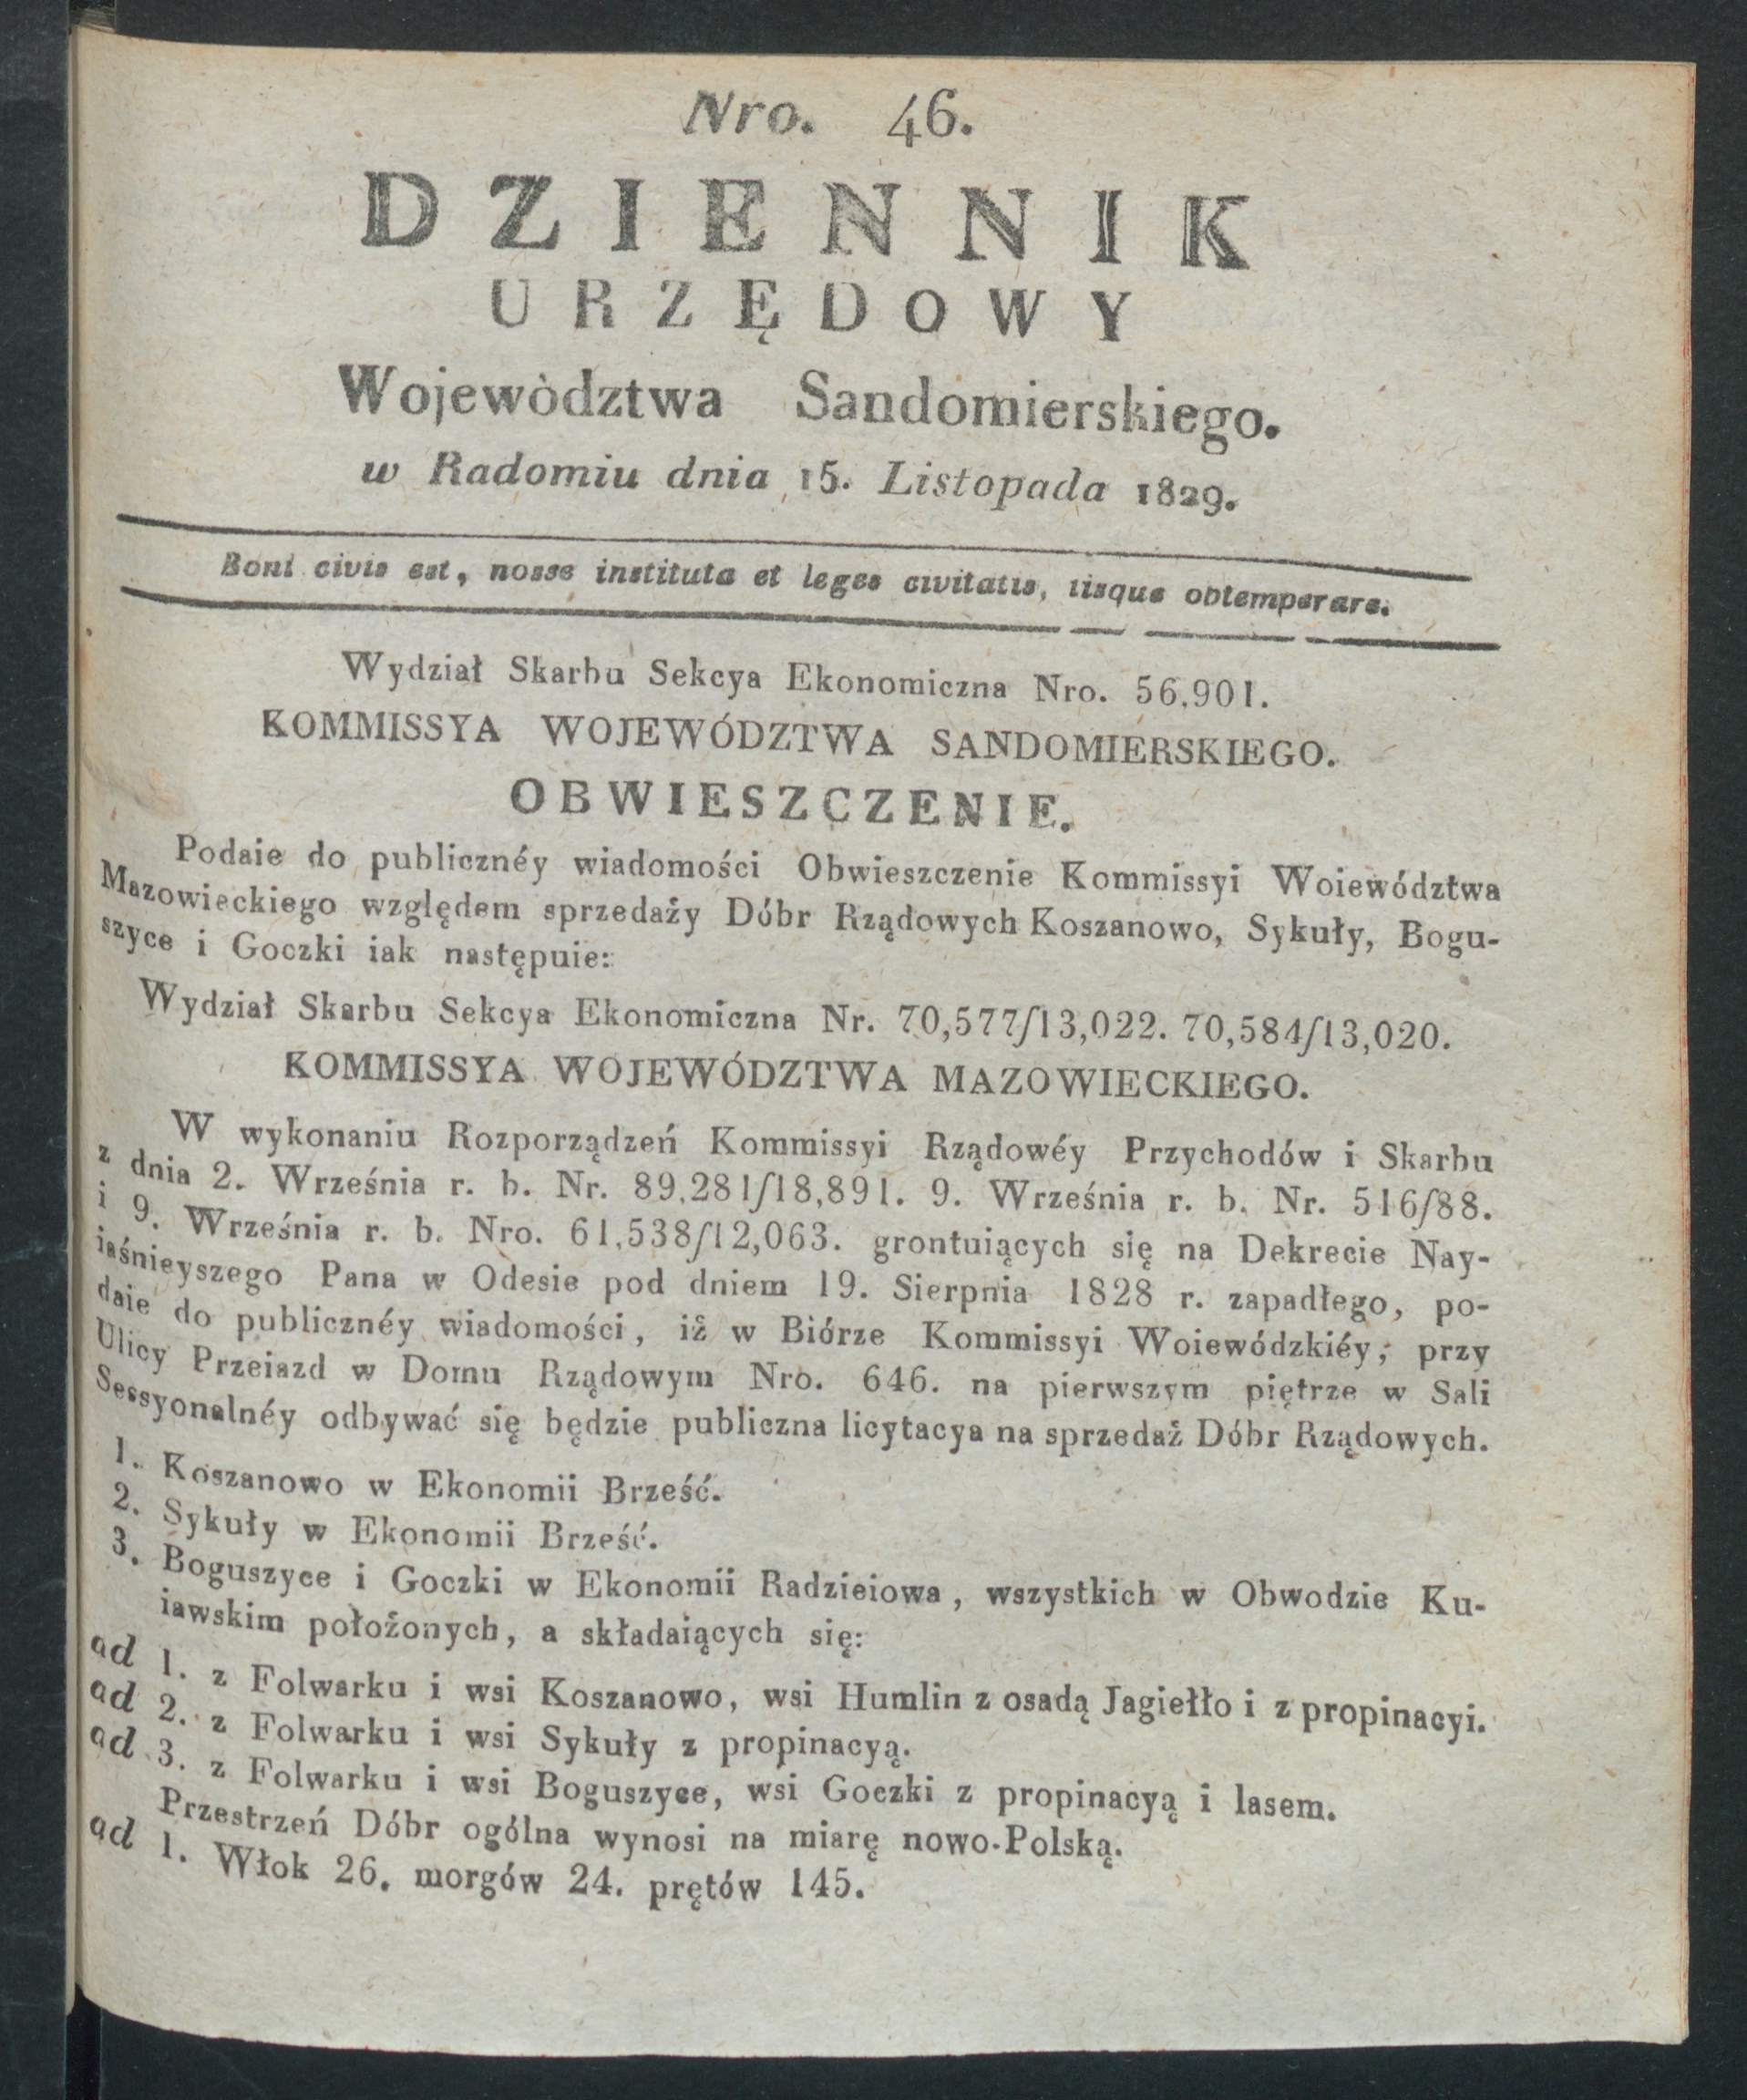 Nro. 46.
DZIENNIK
URZĘDOWY
Wojewòdztwa Sandomierskiego.
w Radomiu dnia 15. Listopada 1829.
Boni civis est, nosse instituta et leges civitatis, iisque obtemperare.
Wydział Skarbu Sekcya Ekonomiczna Nro. 56,901.
KOMMISSYA WOJEWÓDZTWA SANDOMIERSKIEGO.
OBWIESZCZENIE.
Podaie do publicznéy wiadomości Obwieszczenie Kommissyi Woiewództwa
Mazowieckiego względem sprzedaży Dóbr Rządowych Koszanowo, Sykuły, Bogu-
szyce i Goczki iak następuie:
Wydział Skarbu Sekcya Ekonomiczna Nr. 70,577/13,022. 70,584/13,020.
KOMMISSYA WOJEWÓDZTWA MAZOWIECKIEGO.
W wykonaniu Rozporządzeń Kommissyi Rządowéy Przychodów i Skarbu
z dnia 2. Września r. b. Nr. 89,281/18,891. 9. Września r. b. Nr. 516/88.
i 9. Września r. b. Nro. 61,538/12,063. grontuiących się na Dekrecie Nay-
iaśnieyszego Pana w Odesie pod dniem 19. Sierpnia 1828 r. zapadłego, po-
daie do publicznéy wiadomości, iż w Biórze Kommissyi Woiewódzkiéy, przy
Ulicy Przeiazd w Domu Rządowym Nro. 646. na pierwszym piętrze w Sali
Sessyonalnéy odbywać się będzie publiczna licytacya na sprzedaż Dóbr Rządowych.
1. Koszanowo w Ekonomii Brześć.
2. Sykuły w Ekonomii Brześć.
3. Boguszyce i Goczki w Ekonomii Radzieiowa, wszystkich w Obwodzie Ku-
iawskim położonych, a składaiących się:
ad 1. z Folwarku i wsi Koszanowo, wsi Humlin z osadą Jagiełło i z propinacyi.
ad 2. z Folwarku i wsi Sykuły z propinacyą.
ad 3. z Folwarku i wsi Boguszyce, wsi Goczki z propinacyą i lasem.
Przestrzeń Dóbr ogólna wynosi na miarę nowo-Polską.
ad 1. Włok 26. morgów 24. prętów 145.